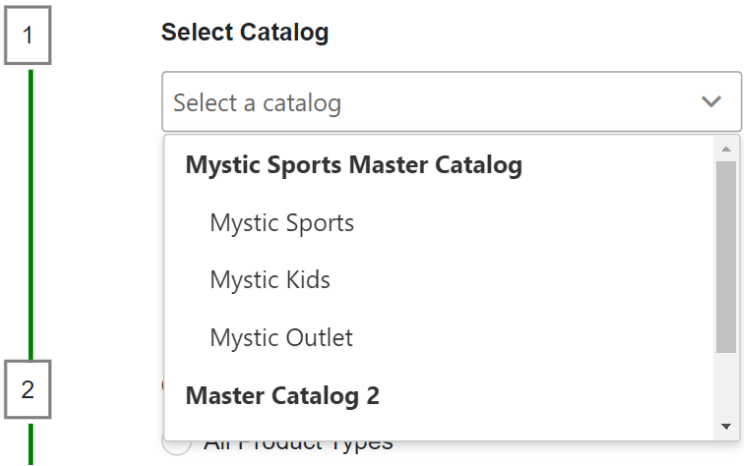 1
Select Catalog
Select a catalog
Mystic Sports Master Catalog
Mystic Sports
Mystic Kids
Mystic Outlet
2
Master Catalog 2
All Product Types